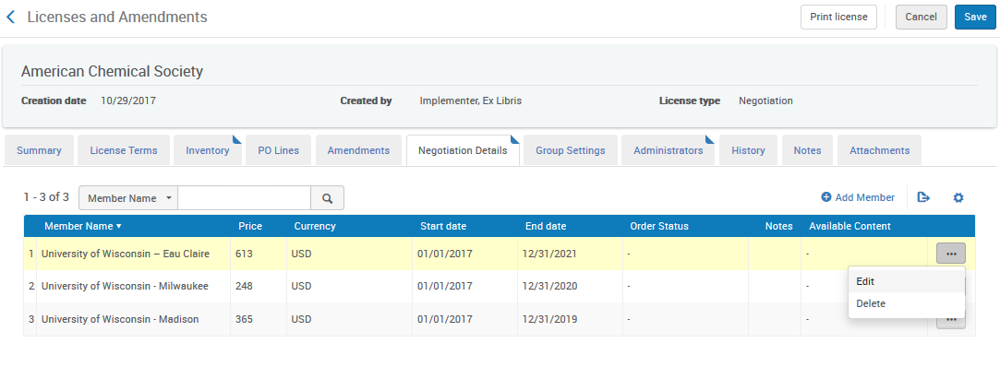 Licenses and Amendments Print license Cancel Save
American Chemical Society
Creation date 10/29/2017 Created by Implementer, Ex Libris License type Negotiation
Summary License Terms Inventory PO Lines Amendments Negotiation Details Group Settings Administrators History Notes Attachments
1 - 3 of 3 Member Name Add Member
Member Name Price Currency Start date End date Order Status Notes Available Content
1 University of Wisconsin – Eau Claire 613 USD 01/01/2017 12/31/2021 - -
2 University of Wisconsin - Milwaukee 248 USD 01/01/2017 12/31/2020 - - Edit
3 University of Wisconsin - Madison 365 USD 01/01/2017 12/31/2019 - - Delete